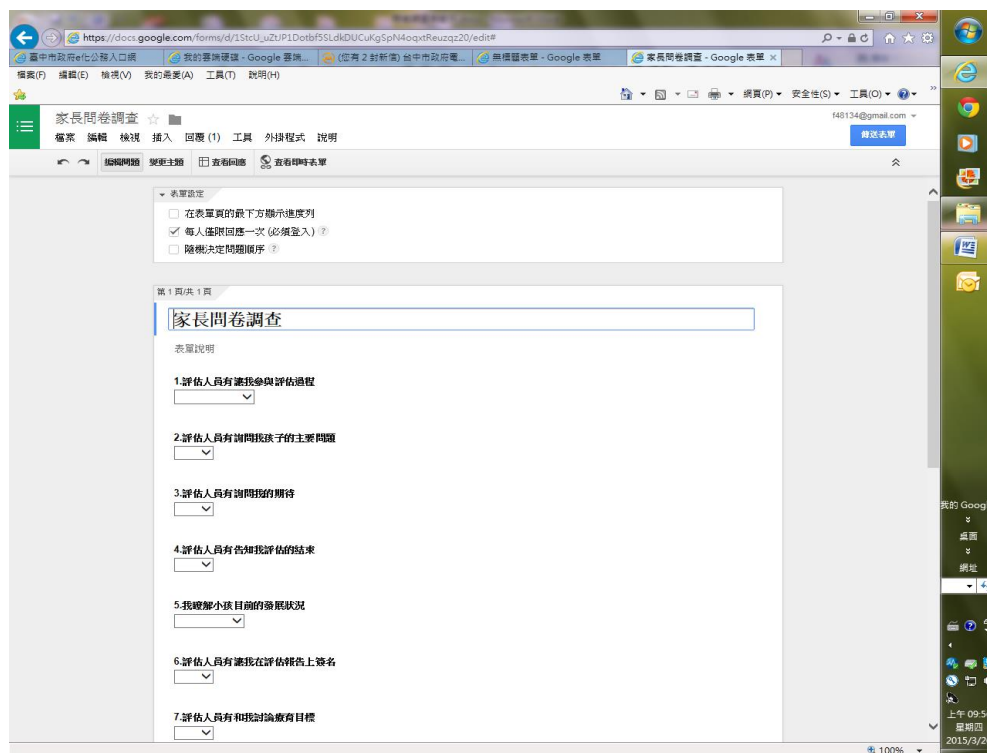 https://docs.google.com/forms/d/1StcU_uZtJP1Dotbf5SLdkDUCuKgSpN4oqxtReuzqz20/edit#
臺中市政府e化公務入口網
我的雲端硬碟 - Google 雲端...
(您有 2 封新信) 台中市政府電...
無標題表單 - Google 表單
家長問卷調查 - Google 表單
檔案(F) 編輯(E) 檢視(V) 我的最愛(A) 工具(T) 說明(H)
網頁(P) 安全性(S) 工具(O)
家長問卷調查
f48134@gmail.com
檔案 編輯 檢視 插入 回覆 (1) 工具 外掛程式 說明
傳送表單
編輯問題 變更主題 查看回應 查看即時表單
表單設定
在表單頁的最下方顯示進度列
每人僅限回應一次 (必須登入) ?
隨機決定問題順序 ?
第 1 頁/共 1 頁
家長問卷調查
表單說明
1.評估人員有讓我參與評估過程
2.評估人員有詢問我孩子的主要問題
3.評估人員有詢問我的期待
4.評估人員有告知我評估的結束
5.我瞭解小孩目前的發展狀況
6.評估人員有讓我在評估報告上簽名
7.評估人員有和我討論療育目標
我的 Goog
桌面
網址
上午 09:5
星期四
2015/3/2
100%